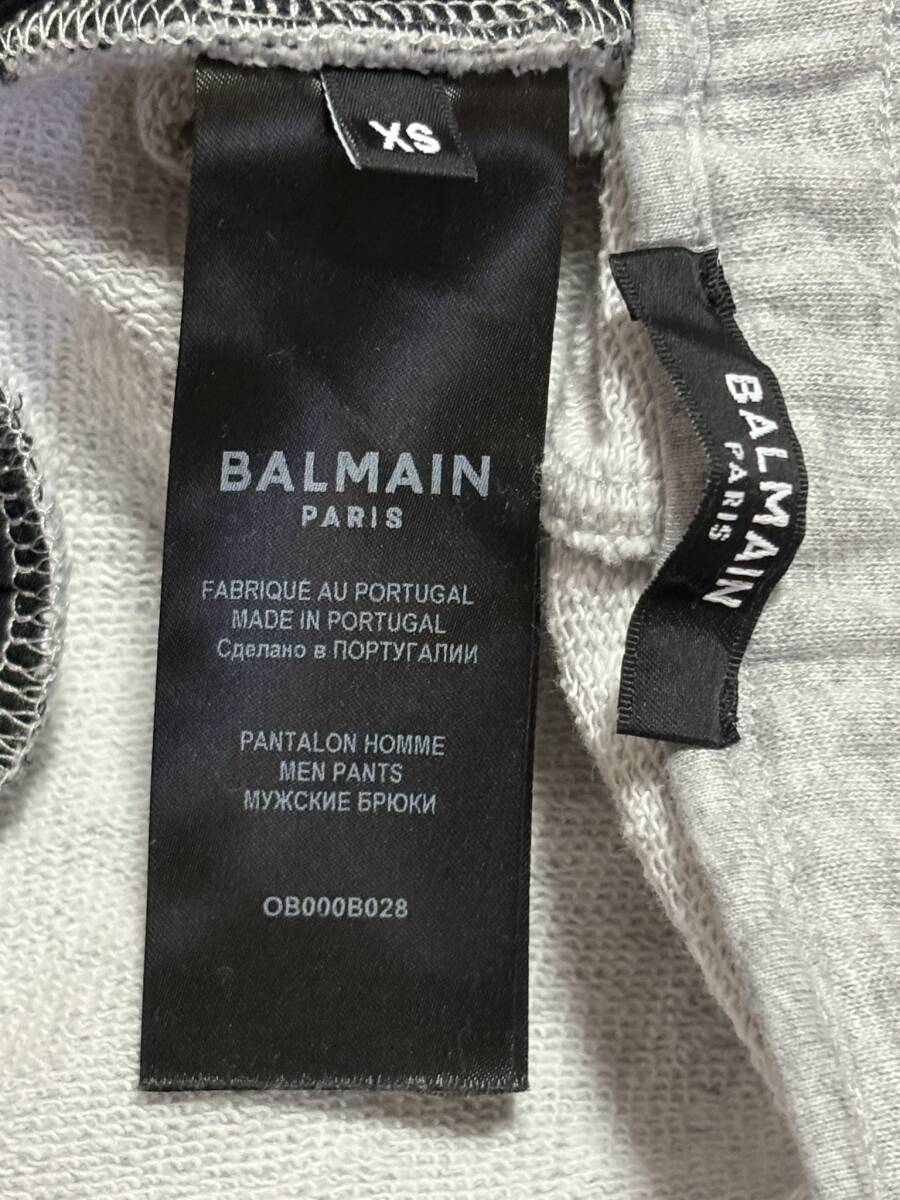 XS
BALMAIN
PARIS
FABRIQUÉ AU PORTUGAL
MADE IN PORTUGAL
Сделано в ПОРТУГАЛИИ
PANTALON HOMME
MEN PANTS
МУЖСКИЕ БРЮКИ
OB000B028
BALMAIN
PARIS